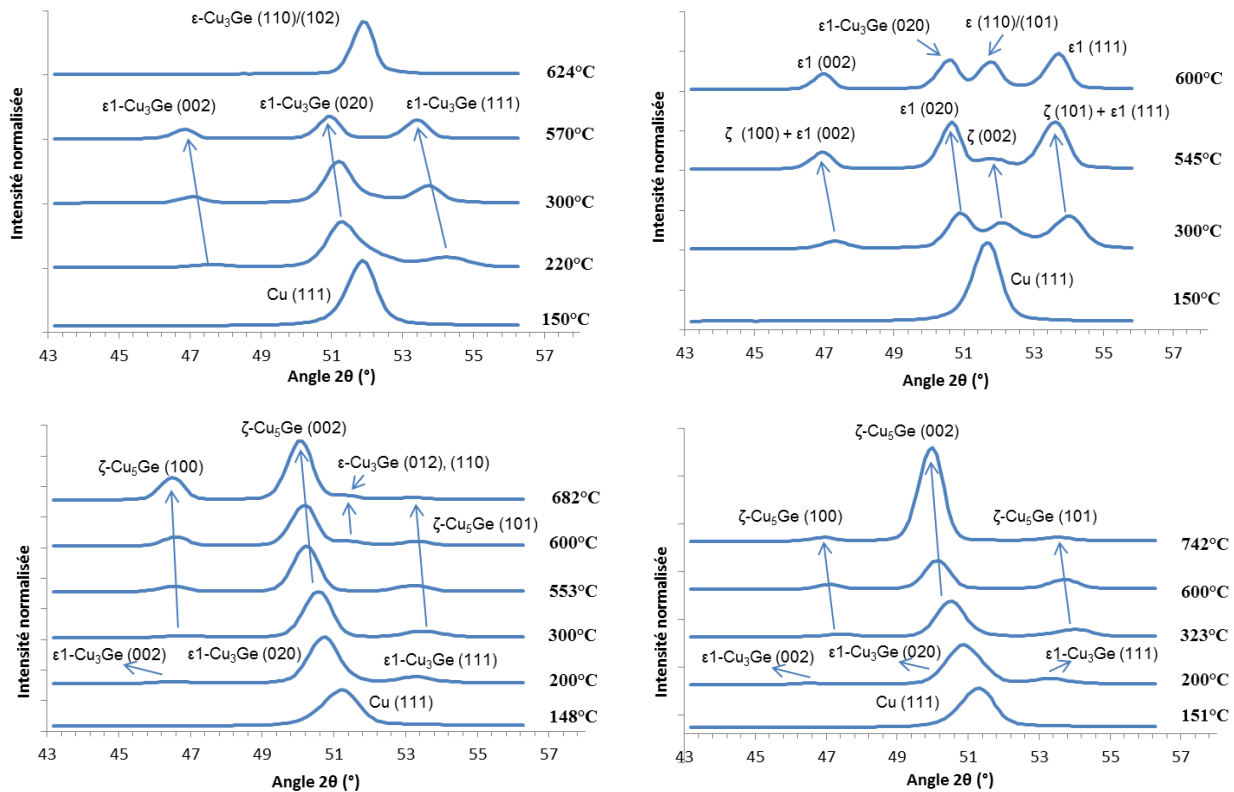 ε-Cu₃Ge (110)/(102)
624°C
ε1-Cu₃Ge (002)
ε1-Cu₃Ge (020)
ε1-Cu₃Ge (111)
570°C
300°C
220°C
Cu (111)
150°C
Intensité normalisée
43 45 47 49 51 53 55 57
Angle 2θ (°)
ε1-Cu₃Ge (020)
ε (110)/(101)
ε1 (002)
ε1 (111)
600°C
ε1 (020)
ζ (101) + ε1 (111)
ζ (100) + ε1 (002)
ζ (002)
545°C
300°C
Cu (111)
150°C
Intensité normalisée
43 45 47 49 51 53 55 57
Angle 2θ (°)
ζ-Cu₅Ge (002)
ζ-Cu₅Ge (100)
ε-Cu₃Ge (012), (110)
682°C
ζ-Cu₅Ge (101)
600°C
553°C
300°C
ε1-Cu₃Ge (002)
ε1-Cu₃Ge (020)
ε1-Cu₃Ge (111)
200°C
Cu (111)
148°C
Intensité normalisée
43 45 47 49 51 53 55 57
Angle 2θ (°)
ζ-Cu₅Ge (002)
ζ-Cu₅Ge (100)
ζ-Cu₅Ge (101)
742°C
600°C
323°C
ε1-Cu₃Ge (002)
ε1-Cu₃Ge (020)
ε1-Cu₃Ge (111)
200°C
Cu (111)
151°C
Intensité normalisée
43 45 47 49 51 53 55 57
Angle 2θ (°)